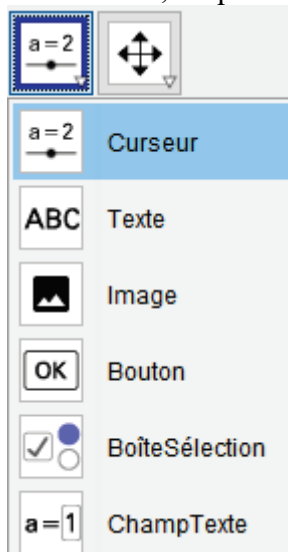 a=2
a=2 Curseur
ABC Texte
Image
OK Bouton
BoîteSélection
a=1 ChampTexte